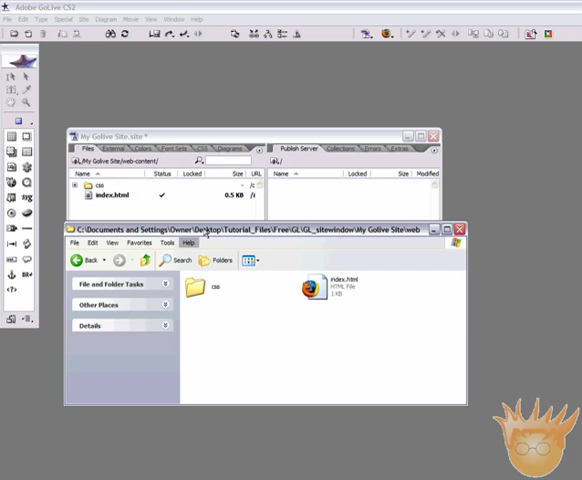 Adobe GoLive CS2
File Edit Type Special Site Diagram Movie View Window Help
My Golive Site.site *
Files External Colors Font Sets CSS Diagrams
Publish Server Collections Errors Extras
/My Golive Site/web-content/
/
Name Status Locked Size URL
Name Locked Size Modified
css - /c
index.html 0.5 KB /i
C:\Documents and Settings\Owner\Desktop\Tutorial_Files\Free\GL\GL_sitewindow\My Golive Site\web
File Edit View Favorites Tools Help
Back Search Folders
File and Folder Tasks
Other Places
Details
css
index.html
HTML File
1 KB